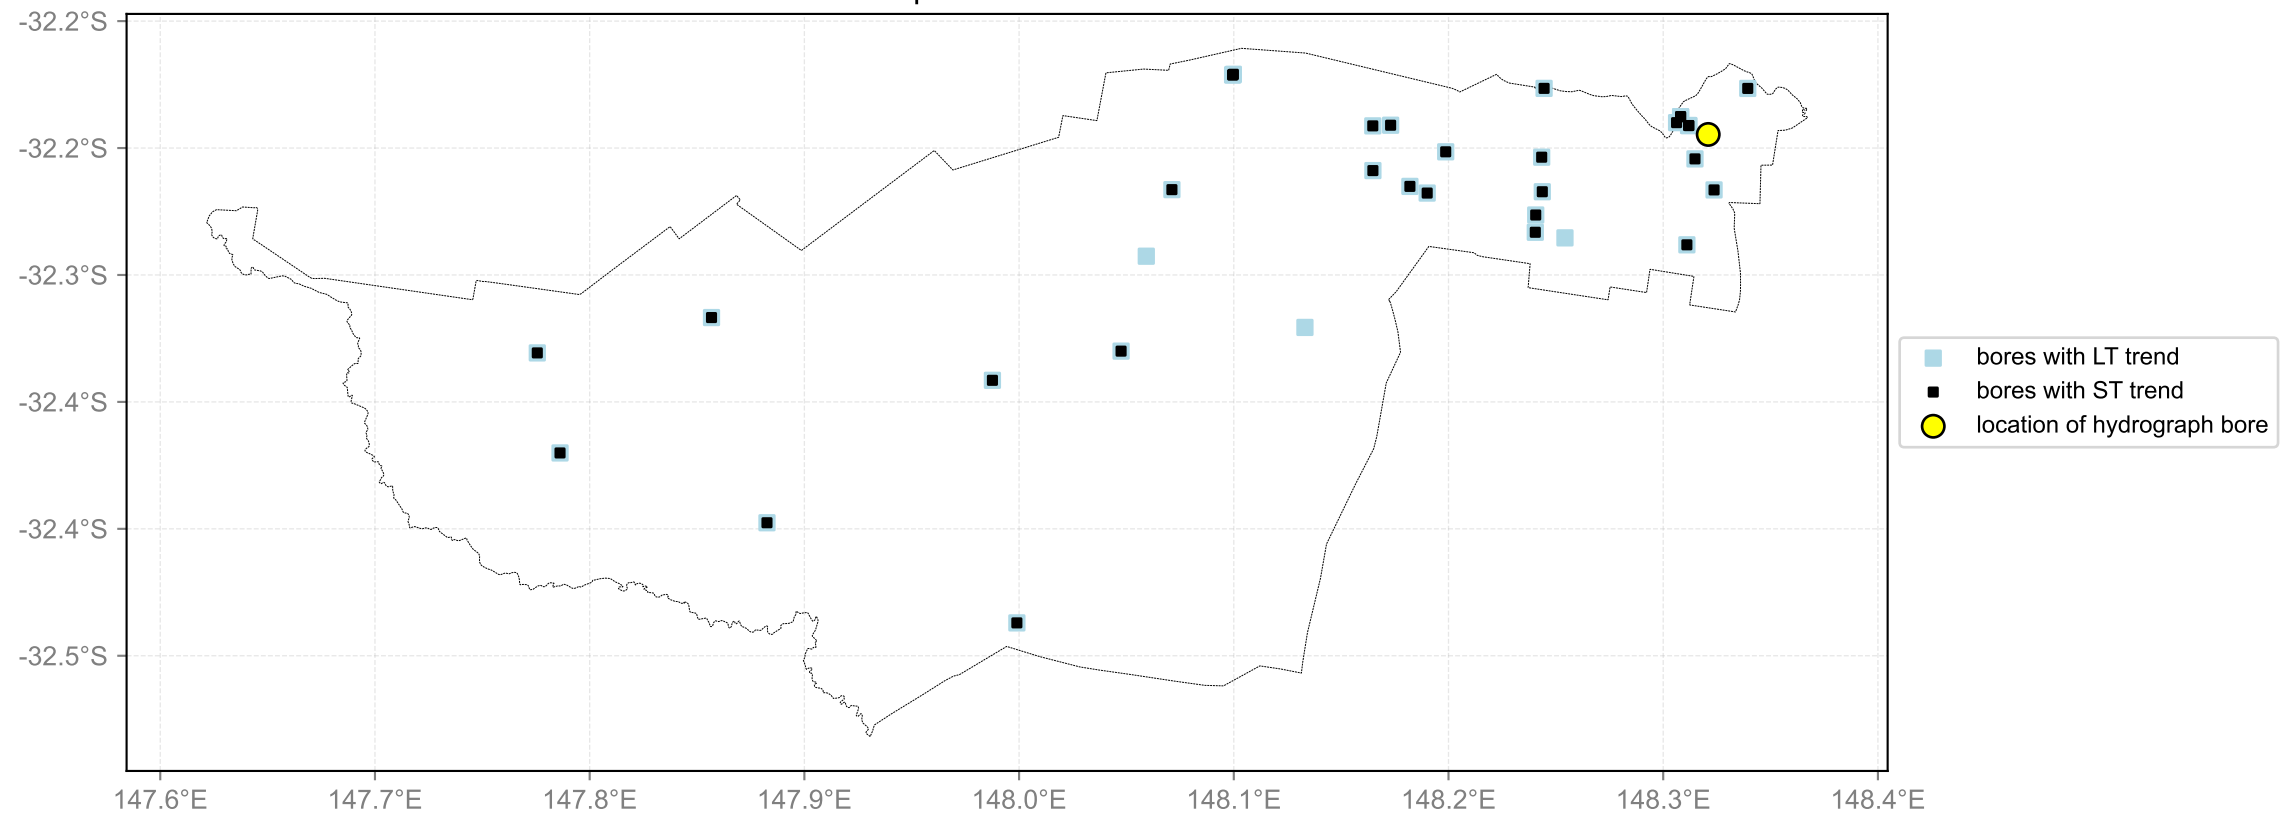 -32.2°S
-32.2°S
-32.3°S
-32.4°S
-32.4°S
-32.5°S
147.6°E 147.7°E 147.8°E 147.9°E 148.0°E 148.1°E 148.2°E 148.3°E 148.4°E
bores with LT trend
bores with ST trend
location of hydrograph bore